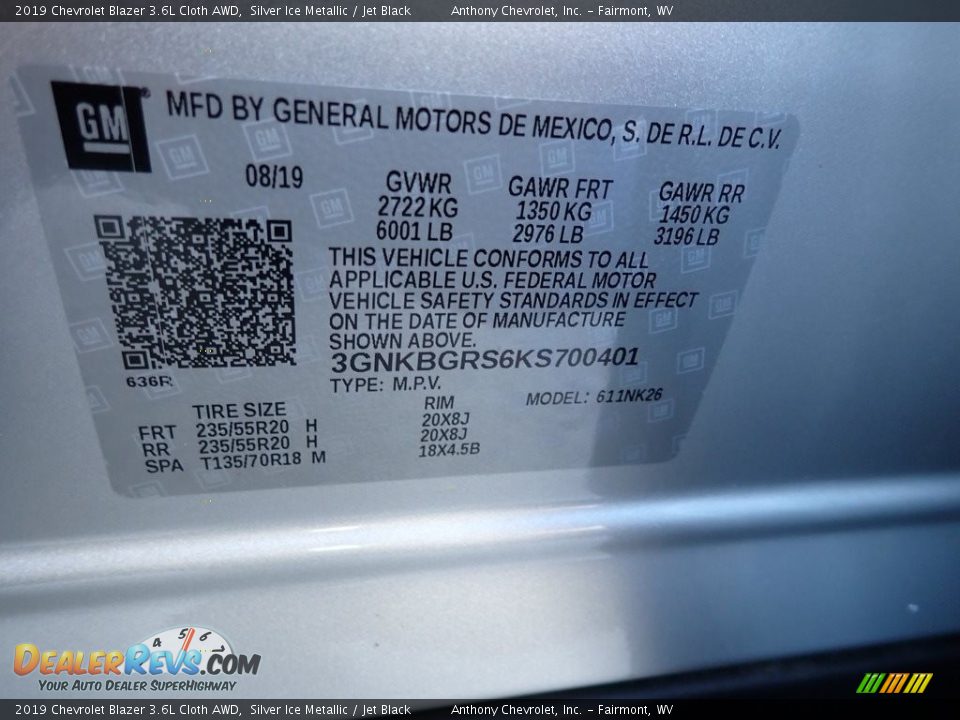 2019 Chevrolet Blazer 3.6L Cloth AWD, Silver Ice Metallic / Jet Black Anthony Chevrolet, Inc. – Fairmont, WV
GM® MFD BY GENERAL MOTORS DE MEXICO, S. DE R.L. DE C.V.
08/19 GVWR GAWR FRT GAWR RR
2722 KG 1350 KG 1450 KG
6001 LB 2976 LB 3196 LB
THIS VEHICLE CONFORMS TO ALL
APPLICABLE U.S. FEDERAL MOTOR
VEHICLE SAFETY STANDARDS IN EFFECT
ON THE DATE OF MANUFACTURE
SHOWN ABOVE.
3GNKBGRS6KS700401
636R TYPE: M.P.V. MODEL: 611NK26
TIRE SIZE RIM
FRT 235/55R20 H 20X8J
RR 235/55R20 H 20X8J
SPA T135/70R18 M 18X4.5B
4 5 6
DEALERREVS.COM
YOUR AUTO DEALER SUPERHIGHWAY
2019 Chevrolet Blazer 3.6L Cloth AWD, Silver Ice Metallic / Jet Black Anthony Chevrolet, Inc. – Fairmont, WV